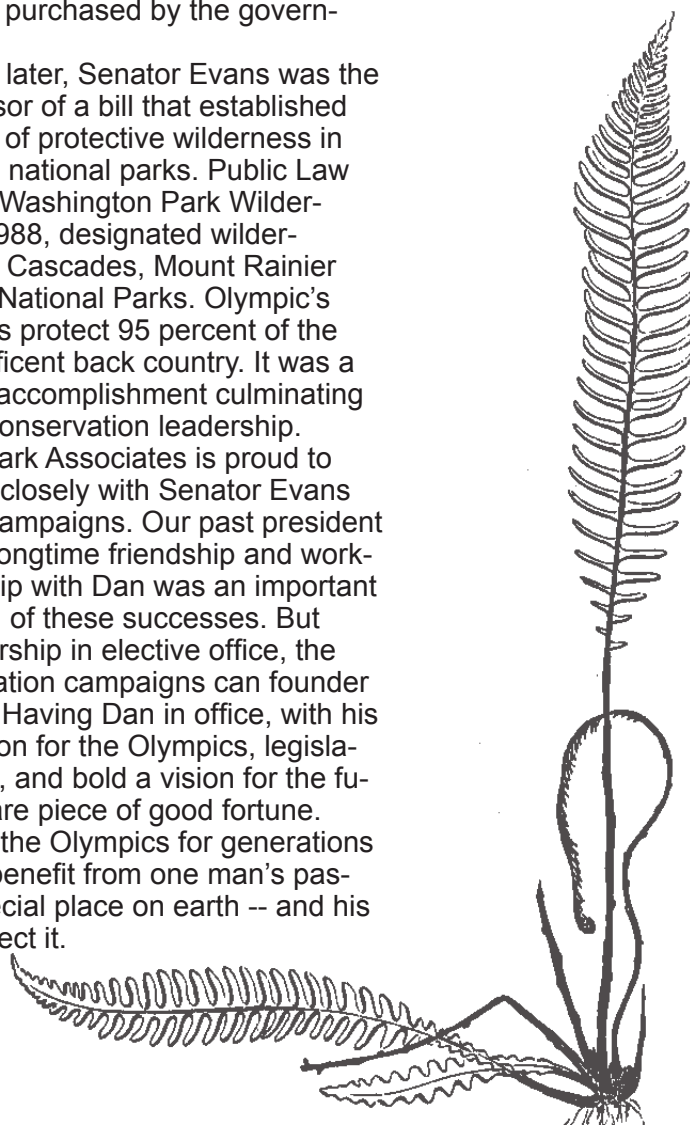 purchased by the govern-
later, Senator Evans was the
sor of a bill that established
of protective wilderness in
national parks. Public Law
Washington Park Wilder-
988, designated wilder-
Cascades, Mount Rainier
National Parks. Olympic's
s protect 95 percent of the
ficent back country. It was a
accomplishment culminating
onservation leadership.
ark Associates is proud to
closely with Senator Evans
ampaigns. Our past president
ongtime friendship and work-
ip with Dan was an important
of these successes. But
rship in elective office, the
ation campaigns can founder
Having Dan in office, with his
on for the Olympics, legisla-
, and bold a vision for the fu-
are piece of good fortune.
the Olympics for generations
benefit from one man's pas-
ecial place on earth -- and his
ect it.